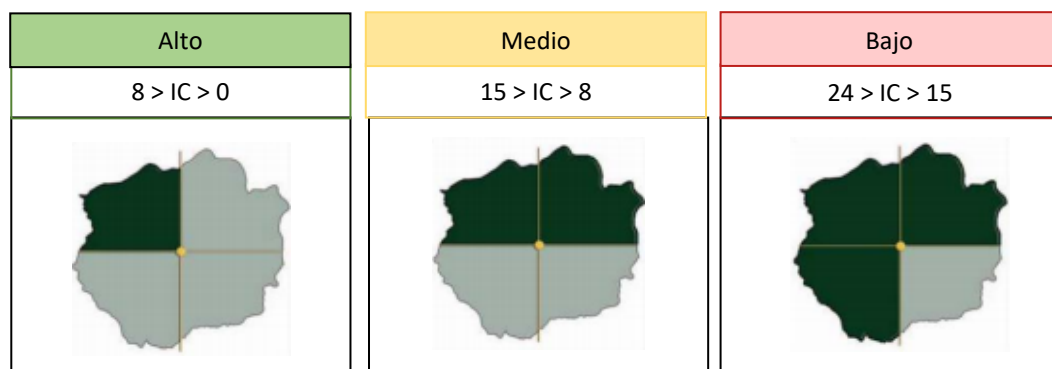 Alto
Medio
Bajo
8 > IC > 0
15 > IC > 8
24 > IC > 15